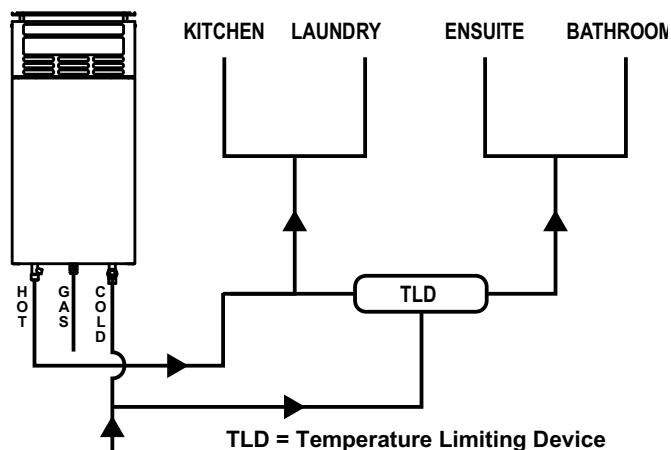 KITCHEN LAUNDRY ENSUITE BATHROOM
HOT GAS COLD
TLD
TLD = Temperature Limiting Device